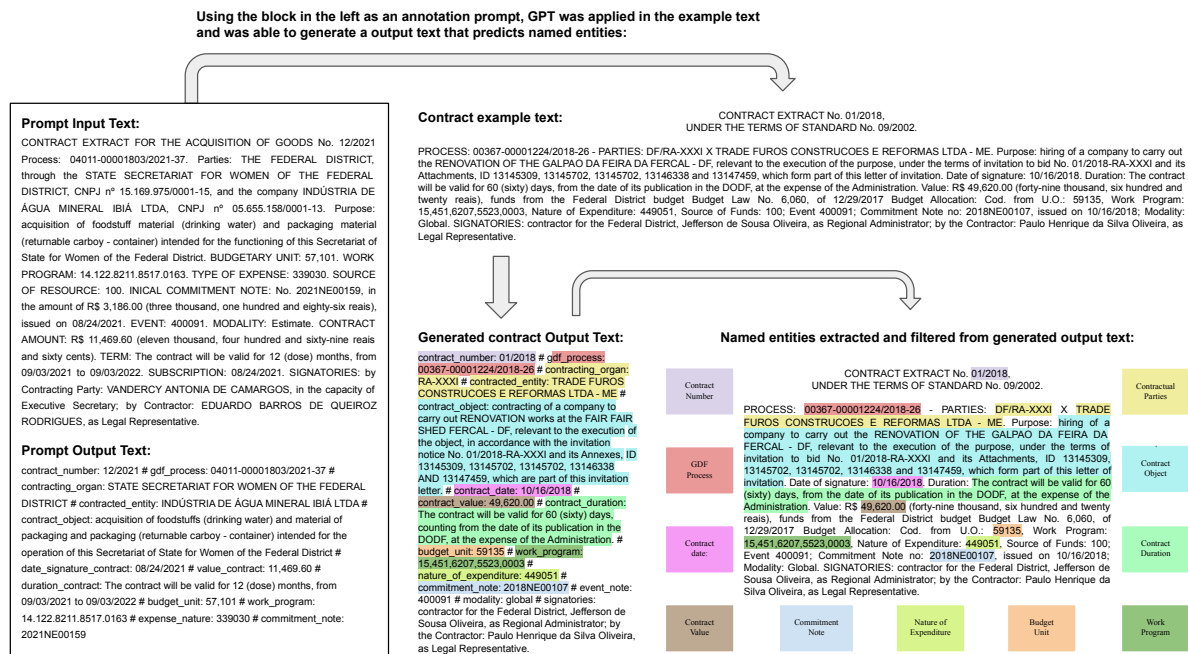 Using the block in the left as an annotation prompt, GPT was applied in the example text
and was able to generate a output text that predicts named entities:
Prompt Input Text:
CONTRACT EXTRACT FOR THE ACQUISITION OF GOODS No. 12/2021
Process: 04011-00001803/2021-37. Parties: THE FEDERAL DISTRICT,
through the STATE SECRETARIAT FOR WOMEN OF THE FEDERAL
DISTRICT, CNPJ nº 15.169.975/0001-15, and the company INDÚSTRIA DE
ÁGUA MINERAL IBIÁ LTDA, CNPJ nº 05.655.158/0001-13. Purpose:
acquisition of foodstuff material (drinking water) and packaging material
(returnable carboy - container) intended for the functioning of this Secretariat of
State for Women of the Federal District. BUDGETARY UNIT: 57,101. WORK
PROGRAM: 14.122.8211.8517.0163. TYPE OF EXPENSE: 339030. SOURCE
OF RESOURCE: 100. INICAL COMMITMENT NOTE: No. 2021NE00159, in
the amount of R$ 3,186.00 (three thousand, one hundred and eighty-six reais),
issued on 08/24/2021. EVENT: 400091. MODALITY: Estimate. CONTRACT
AMOUNT: R$ 11,469.60 (eleven thousand, four hundred and sixty-nine reais
and sixty cents). TERM: The contract will be valid for 12 (dose) months, from
09/03/2021 to 09/03/2022. SUBSCRIPTION: 08/24/2021. SIGNATORIES: by
Contracting Party: VANDERCY ANTONIA DE CAMARGOS, in the capacity of
Executive Secretary; by Contractor: EDUARDO BARROS DE QUEIROZ
RODRIGUES, as Legal Representative.
Prompt Output Text:
contract_number: 12/2021 # gdf_process: 04011-00001803/2021-37 #
contracting_organ: STATE SECRETARIAT FOR WOMEN OF THE FEDERAL
DISTRICT # contracted_entity: INDÚSTRIA DE ÁGUA MINERAL IBIÁ LTDA #
contract_object: acquisition of foodstuffs (drinking water) and material of
packaging and packaging (returnable carboy - container) intended for the
operation of this Secretariat of State for Women of the Federal District #
date_signature_contract: 08/24/2021 # value_contract: 11,469.60 #
duration_contract: The contract will be valid for 12 (dose) months, from
09/03/2021 to 09/03/2022 # budget_unit: 57,101 # work_program:
14.122.8211.8517.0163 # expense_nature: 339030 # commitment_note:
2021NE00159
Contract example text:
CONTRACT EXTRACT No. 01/2018,
UNDER THE TERMS OF STANDARD No. 09/2002.
PROCESS: 00367-00001224/2018-26 - PARTIES: DF/RA-XXXI X TRADE FUROS CONSTRUCOES E REFORMAS LTDA - ME. Purpose: hiring of a company to carry out
the RENOVATION OF THE GALPAO DA FEIRA DA FERCAL - DF, relevant to the execution of the purpose, under the terms of invitation to bid No. 01/2018-RA-XXXI and its
Attachments, ID 13145309, 13145702, 13145702, 13146338 and 13147459, which form part of this letter of invitation. Date of signature: 10/16/2018. Duration: The contract
will be valid for 60 (sixty) days, from the date of its publication in the DODF, at the expense of the Administration. Value: R$ 49,620.00 (forty-nine thousand, six hundred and
twenty reais), funds from the Federal District budget Budget Law No. 6,060, of 12/29/2017 Budget Allocation: Cod. from U.O.: 59135, Work Program:
15,451,6207,5523,0003, Nature of Expenditure: 449051, Source of Funds: 100; Event 400091; Commitment Note no: 2018NE00107, issued on 10/16/2018; Modality:
Global. SIGNATORIES: contractor for the Federal District, Jefferson de Sousa Oliveira, as Regional Administrator; by the Contractor: Paulo Henrique da Silva Oliveira, as
Legal Representative.
Generated contract Output Text:
contract_number: 01/2018 # gdf_process:
00367-00001224/2018-26 # contracting_organ:
RA-XXXI # contracted_entity: TRADE FUROS
CONSTRUCOES E REFORMAS LTDA - ME #
contract_object: contracting of a company to
carry out RENOVATION works at the FAIR FAIR
SHED FERCAL - DF, relevant to the execution of
the object, in accordance with the invitation
notice No. 01/2018-RA-XXXI and its Annexes, ID
13145309, 13145702, 13145702, 13146338
AND 13147459, which are part of this invitation
letter. # contract_date: 10/16/2018 #
contract_value: 49,620.00 # contract_duration:
The contract will be valid for 60 (sixty) days,
counting from the date of its publication in the
DODF, at the expense of the Administration. #
budget_unit: 59135 # work_program:
15,451,6207,5523,0003 #
nature_of_expenditure: 449051 #
commitment_note: 2018NE00107 # event_note:
400091 # modality: global # signatories:
contractor for the Federal District, Jefferson de
Sousa Oliveira, as Regional Administrator; by
the Contractor: Paulo Henrique da Silva Oliveira,
as Legal Representative.
Named entities extracted and filtered from generated output text:
Contract
Number
GDF
Process
Contract
date:
CONTRACT EXTRACT No. 01/2018,
UNDER THE TERMS OF STANDARD No. 09/2002.
PROCESS: 00367-00001224/2018-26 - PARTIES: DF/RA-XXXI X TRADE
FUROS CONSTRUCOES E REFORMAS LTDA - ME. Purpose: hiring of a
company to carry out the RENOVATION OF THE GALPAO DA FEIRA DA
FERCAL - DF, relevant to the execution of the purpose, under the terms of
invitation to bid No. 01/2018-RA-XXXI and its Attachments, ID 13145309,
13145702, 13145702, 13146338 and 13147459, which form part of this letter of
invitation. Date of signature: 10/16/2018. Duration: The contract will be valid for 60
(sixty) days, from the date of its publication in the DODF, at the expense of the
Administration. Value: R$ 49,620.00 (forty-nine thousand, six hundred and twenty
reais), funds from the Federal District budget Budget Law No. 6,060, of
12/29/2017 Budget Allocation: Cod. from U.O.: 59135, Work Program:
15,451,6207,5523,0003, Nature of Expenditure: 449051, Source of Funds: 100;
Event 400091; Commitment Note no: 2018NE00107, issued on 10/16/2018;
Modality: Global. SIGNATORIES: contractor for the Federal District, Jefferson de
Sousa Oliveira, as Regional Administrator; by the Contractor: Paulo Henrique da
Silva Oliveira, as Legal Representative.
Contractual
Parties
Contract
Object
Contract
Duration
Contract
Value
Commitment
Note
Nature of
Expenditure
Budget
Unit
Work
Program